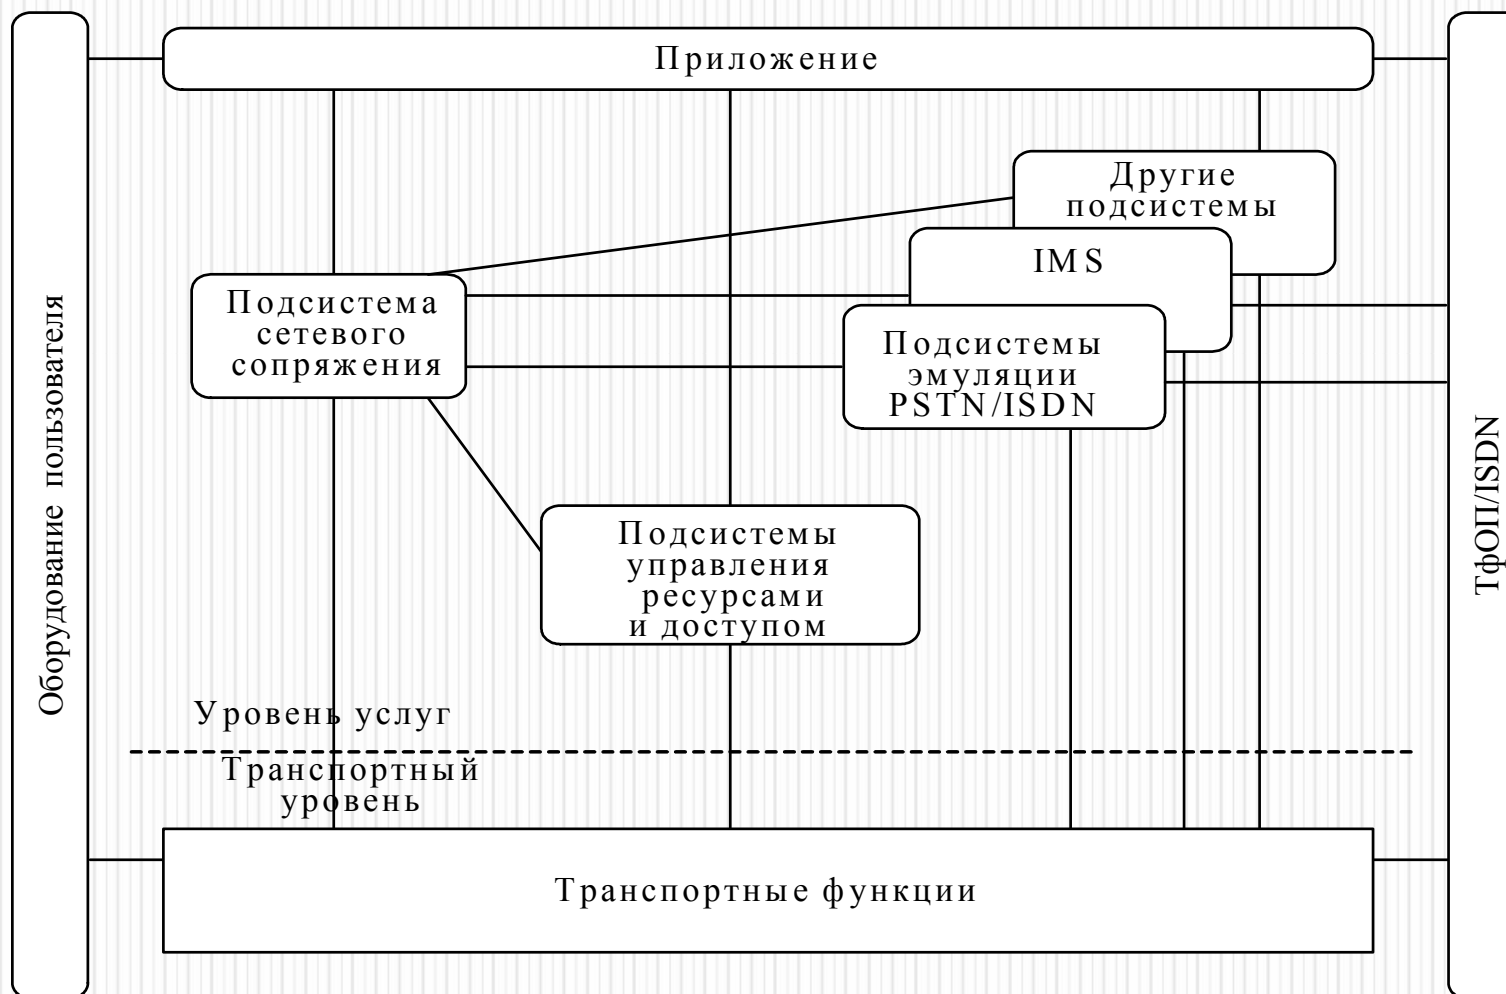 Приложение
Другие
подсистемы
IMS
Подсистема
сетевого
сопряжения
Подсистемы
эмуляции
PSTN/ISDN
Оборудование пользователя
ТфОП/ISDN
Подсистемы
управления
ресурсами
и доступом
Уровень услуг
Транспортный
уровень
Транспортные функции